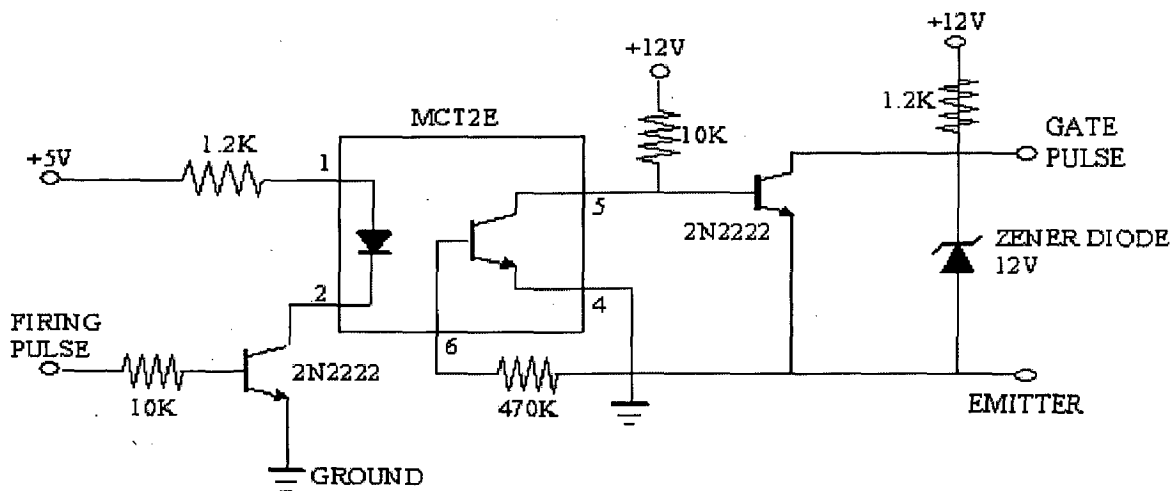 +12V
+12V
MCT2E
1.2K
1.2K
10K
GATE
PULSE
+5V
1
5
2N2222
ZENER DIODE
12V
2
4
FIRING
PULSE
6
2N2222
10K
470K
EMITTER
GROUND